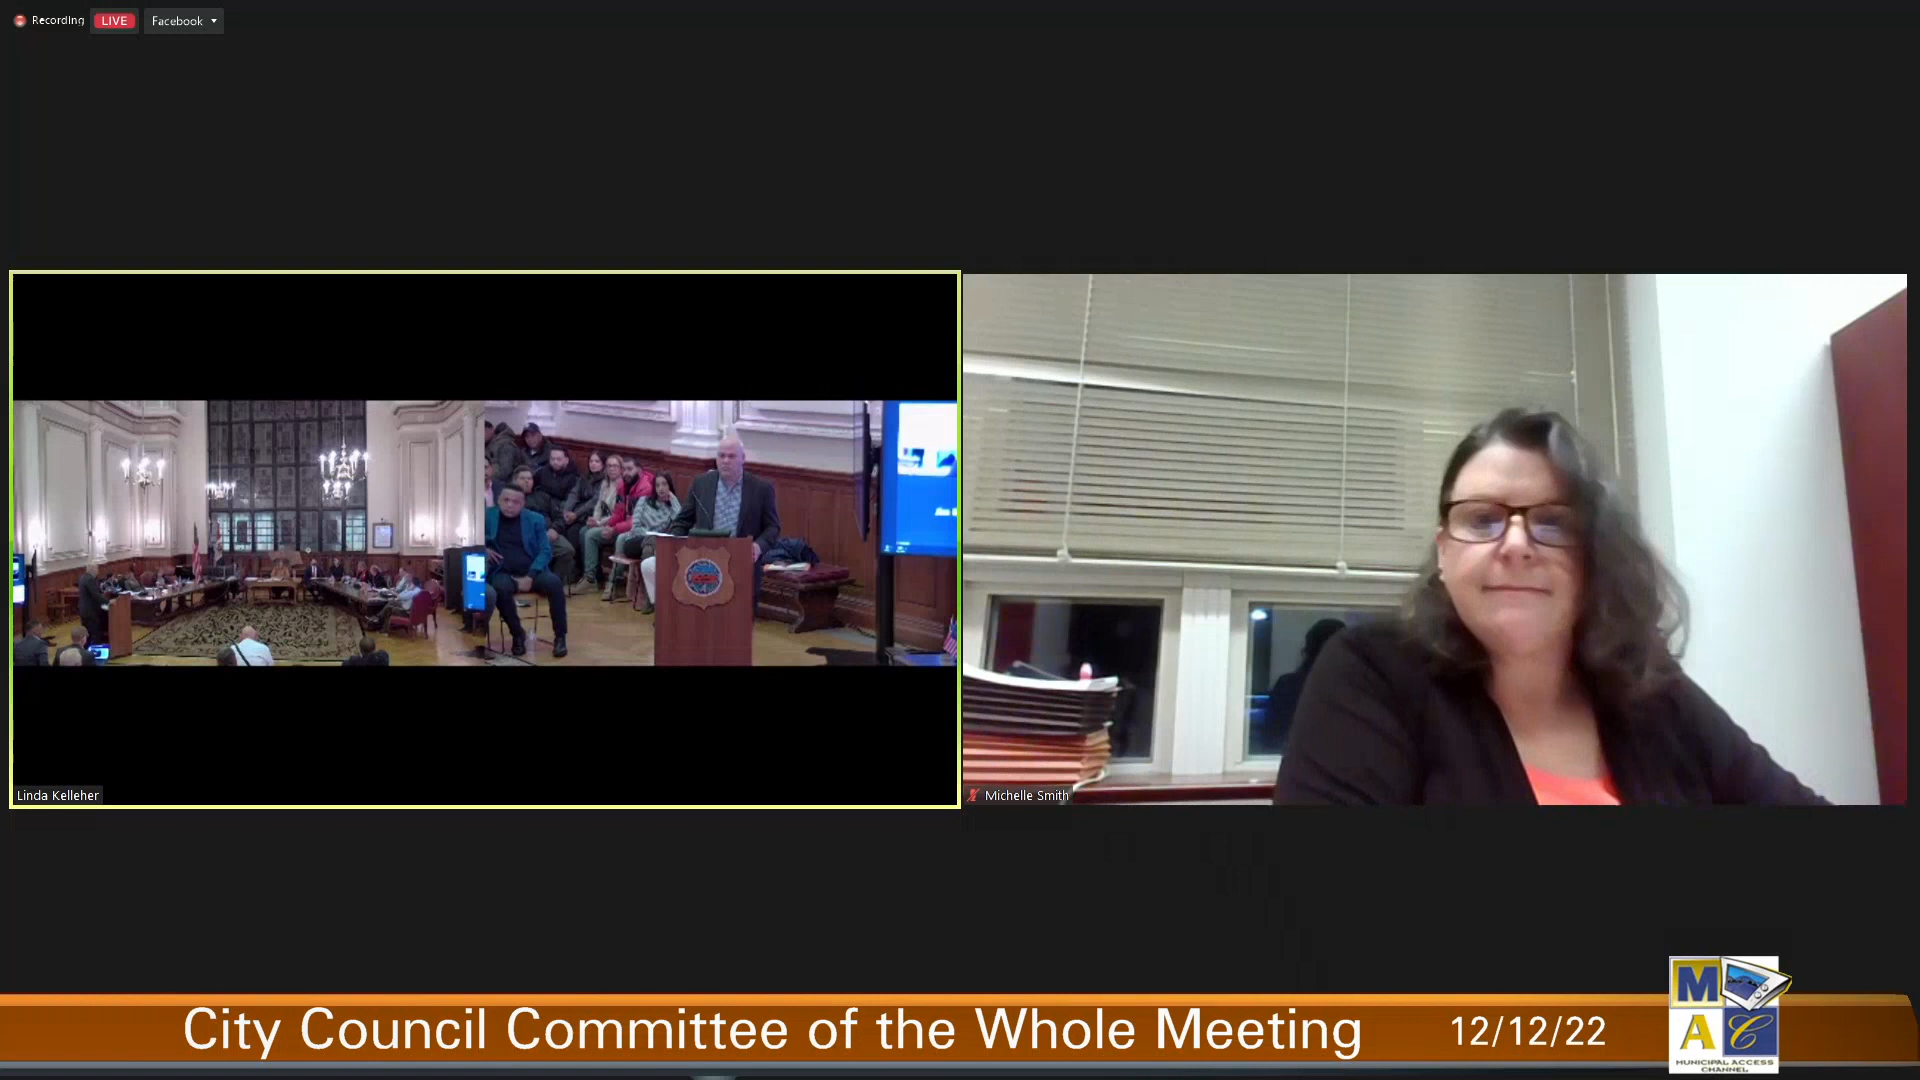 Recording
LIVE
Facebook
Linda Kelleher
Michelle Smith
City Council Committee of the Whole Meeting
12/12/22
M
A C
MUNICIPAL ACCESS
CHANNEL